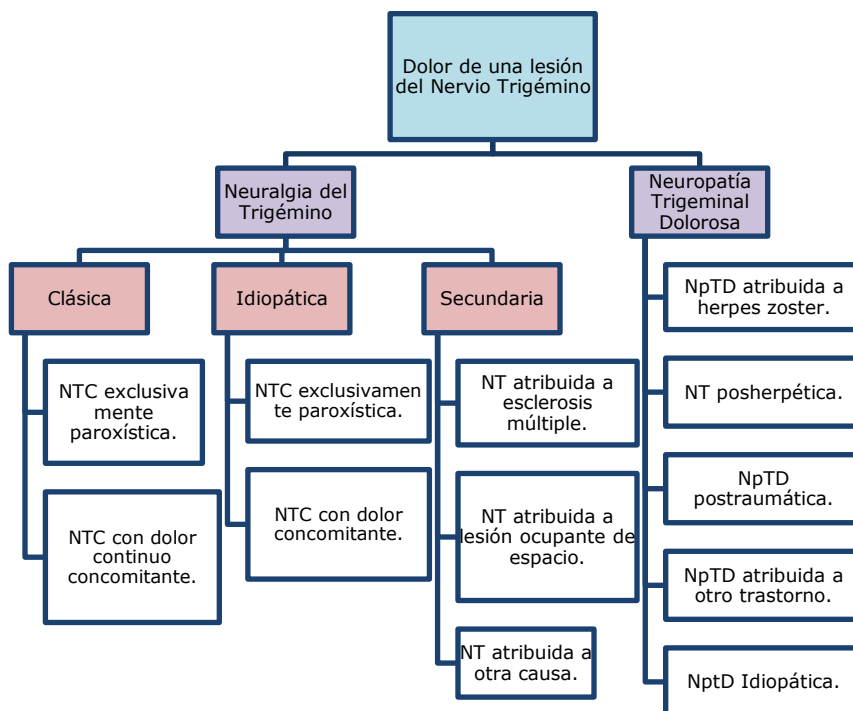 Dolor de una lesión
del Nervio Trigémino
Neuralgia del
Trigémino
Neuropatía
Trigeminal
Dolorosa
Clásica
Idiopática
Secundaria
NTC exclusiva
mente
paroxística.
NTC con dolor
continuo
concomitante.
NTC exclusivamen
te paroxística.
NTC con dolor
concomitante.
NT atribuida a
esclerosis
múltiple.
NT atribuida a
lesión ocupante de
espacio.
NT atribuida a
otra causa.
NpTD atribuida a
herpes zoster.
NT posherpética.
NpTD
postraumática.
NpTD atribuida a
otro trastorno.
NptD Idiopática.